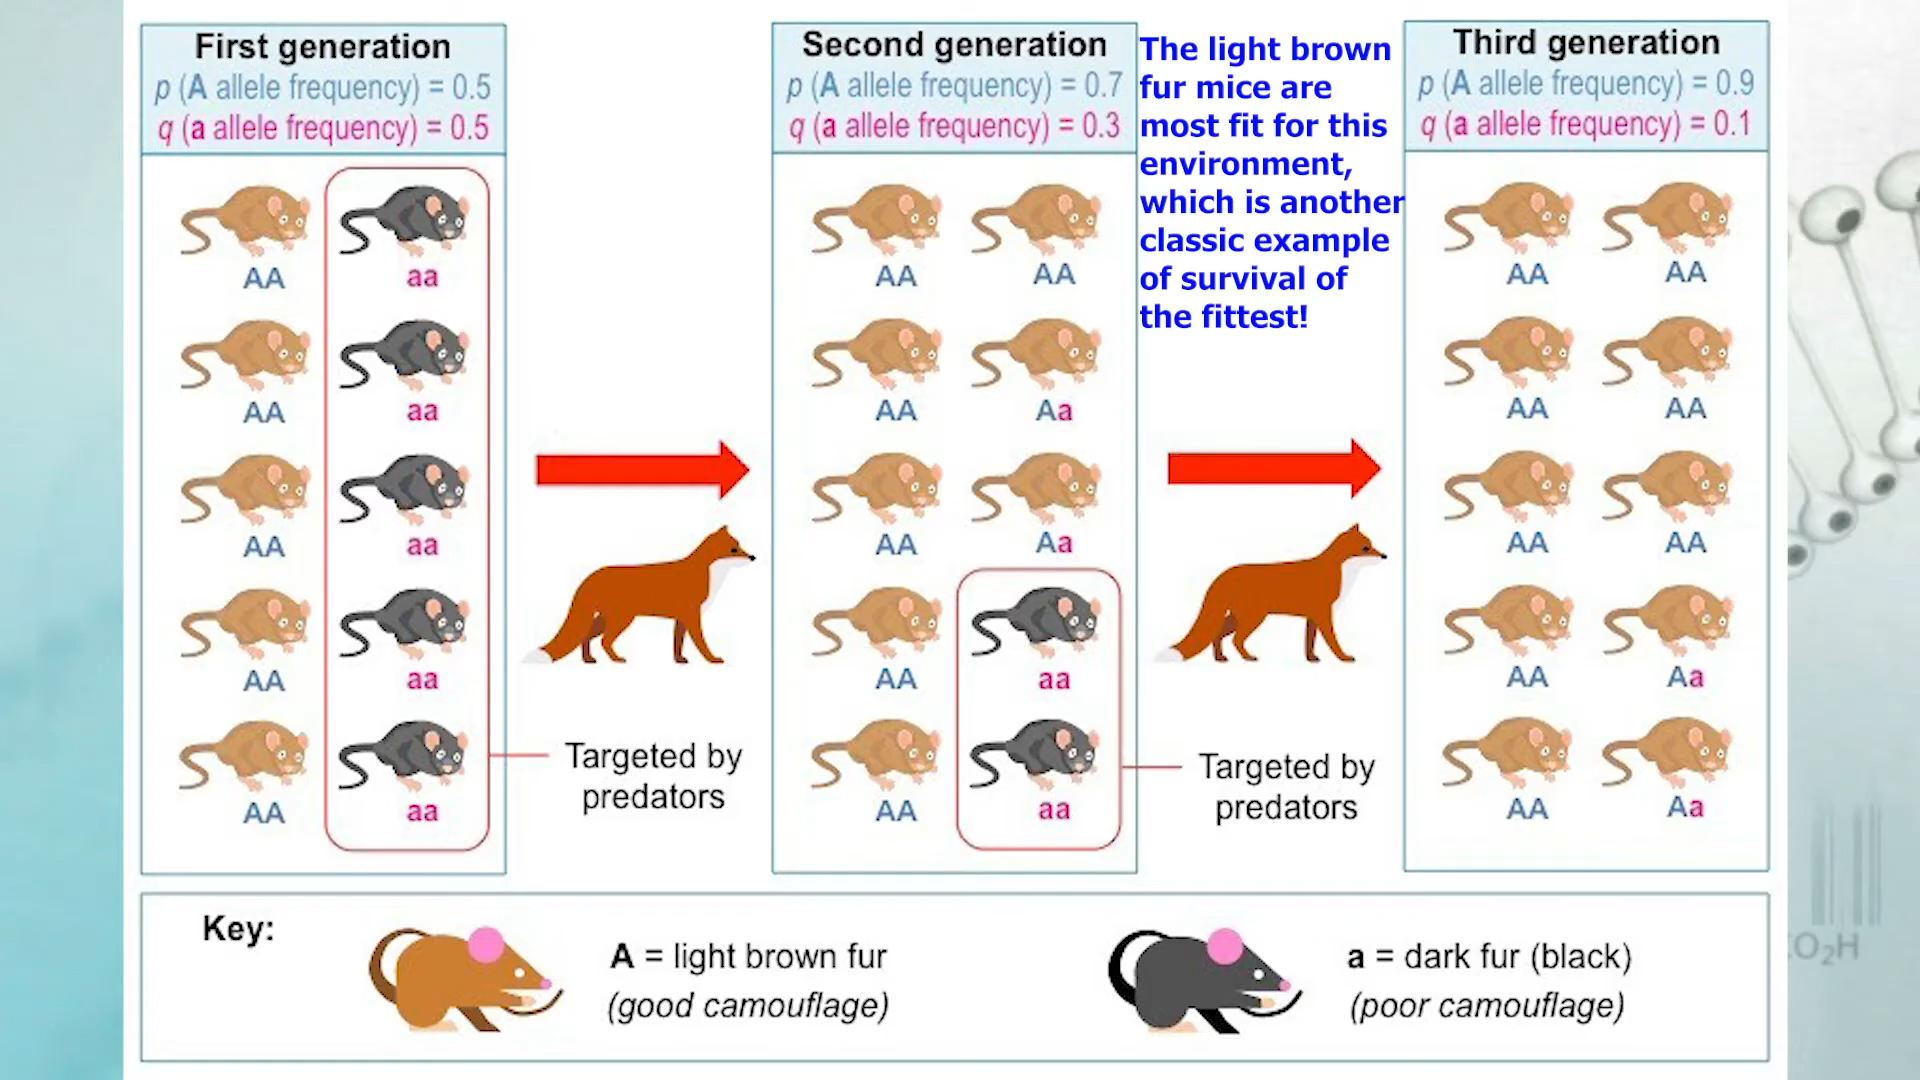 First generation
p (A allele frequency) = 0.5
q (a allele frequency) = 0.5
AA aa
AA aa
AA aa
AA aa
AA aa
Targeted by
predators
Second generation
p (A allele frequency) = 0.7
q (a allele frequency) = 0.3
AA AA
AA Aa
AA Aa
AA aa
AA aa
The light brown
fur mice are
most fit for this
environment,
which is another
classic example
of survival of
the fittest!
Targeted by
predators
Third generation
p (A allele frequency) = 0.9
q (a allele frequency) = 0.1
AA AA
AA AA
AA AA
AA Aa
AA Aa
Key:
A = light brown fur
(good camouflage)
a = dark fur (black)
(poor camouflage)